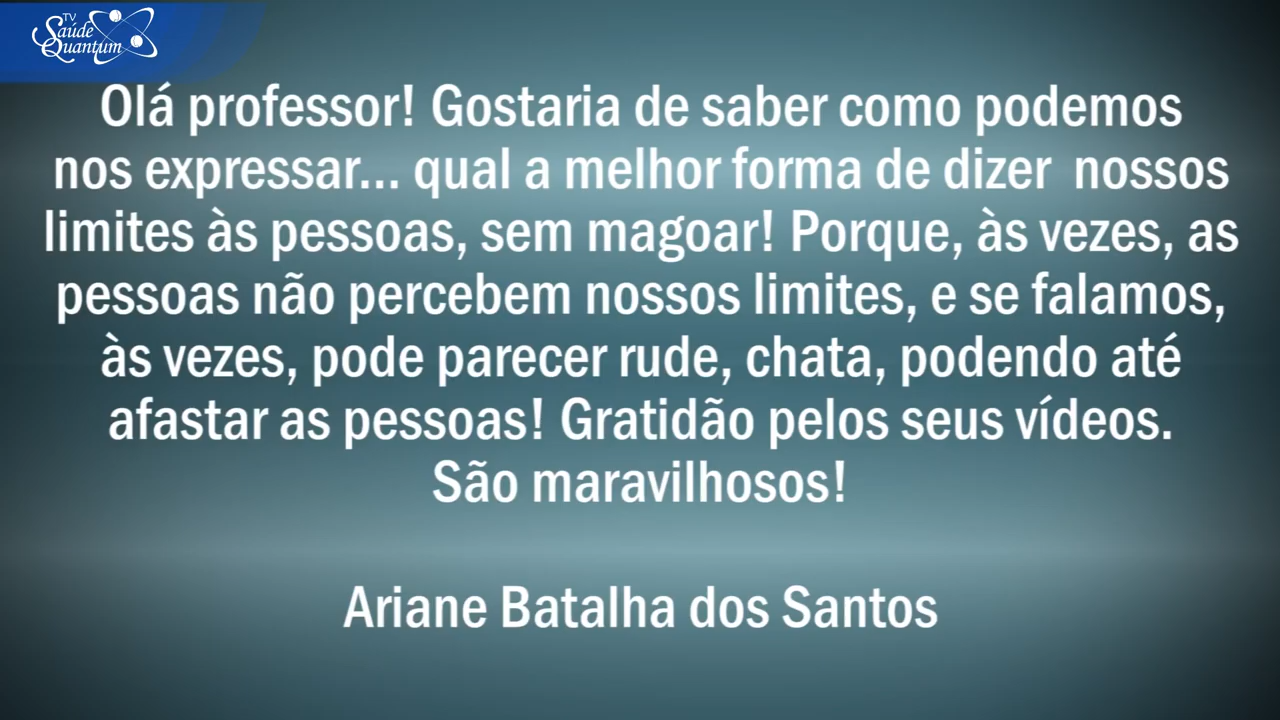 TV
Saúde
Quantum
Olá professor! Gostaria de saber como podemos
nos expressar... qual a melhor forma de dizer nossos
limites às pessoas, sem magoar! Porque, às vezes, as
pessoas não percebem nossos limites, e se falamos,
às vezes, pode parecer rude, chata, podendo até
afastar as pessoas! Gratidão pelos seus vídeos.
São maravilhosos!
Ariane Batalha dos Santos